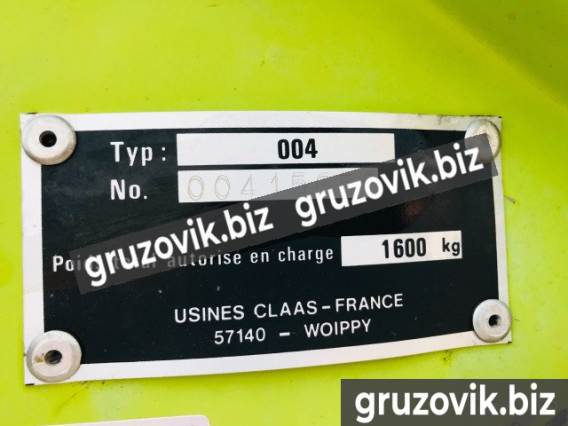 Typ : 004
No. 00415
autorise en charge 1600 kg
USINES CLAAS-FRANCE
57140 - WOIPPY
gruzovik.biz gruzovik.biz
gruzovik.biz